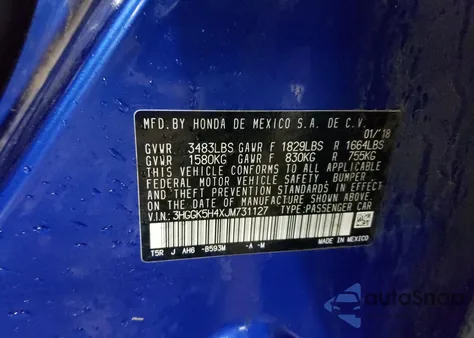 MFD.BY HONDA DE MEXICO S.A. DE C.V.
01/'18
GVWR 3483LBS GAWR F 1829LBS R 1664LBS
GVWR 1580KG GAWR F 830KG R 755KG
THIS VEHICLE CONFORMS TO ALL APPLICABLE
FEDERAL MOTOR VEHICLE SAFETY, BUMPER,
AND THEFT PREVENTION STANDARDS IN EFFECT ON
THE DATE OF MANUFACTURE SHOWN ABOVE.
V.I.N: 3HGGK5H4XJM731127 TYPE: PASSENGER CAR
T5R J AH6 -B593M -A -M MADE IN MEXICO
autoSnap